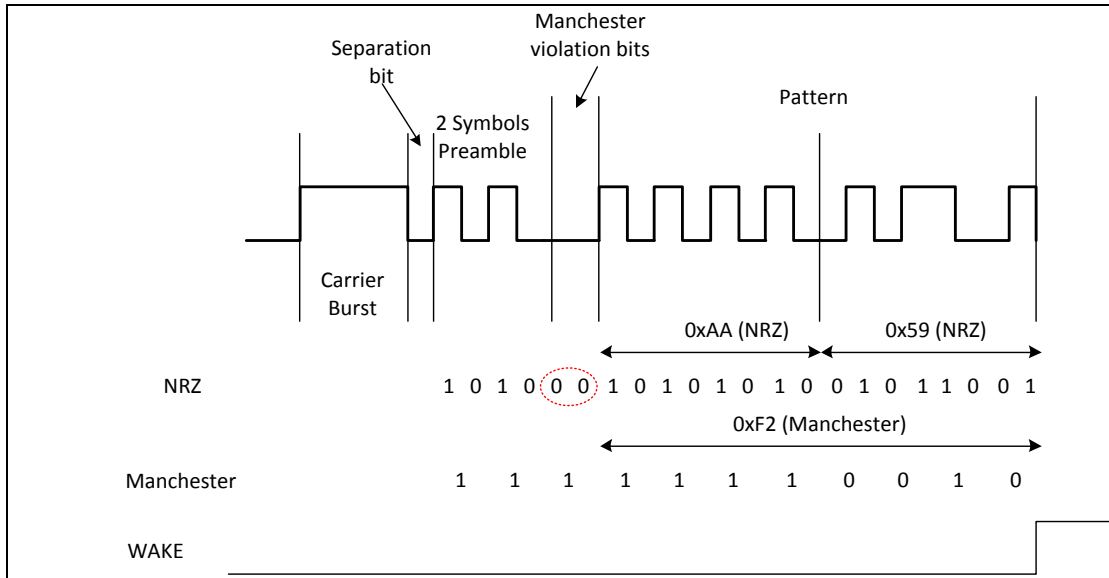 Manchester
violation bits
Separation
bit
2 Symbols
Preamble
Pattern
Carrier
Burst
0xAA (NRZ)
0x59 (NRZ)
NRZ
1 0 1 0 0 0 1 0 1 0 1 0 1 0 0 1 0 1 1 0 0 1
0xF2 (Manchester)
Manchester
1 1 1 1 1 1 1 0 0 1 0
WAKE